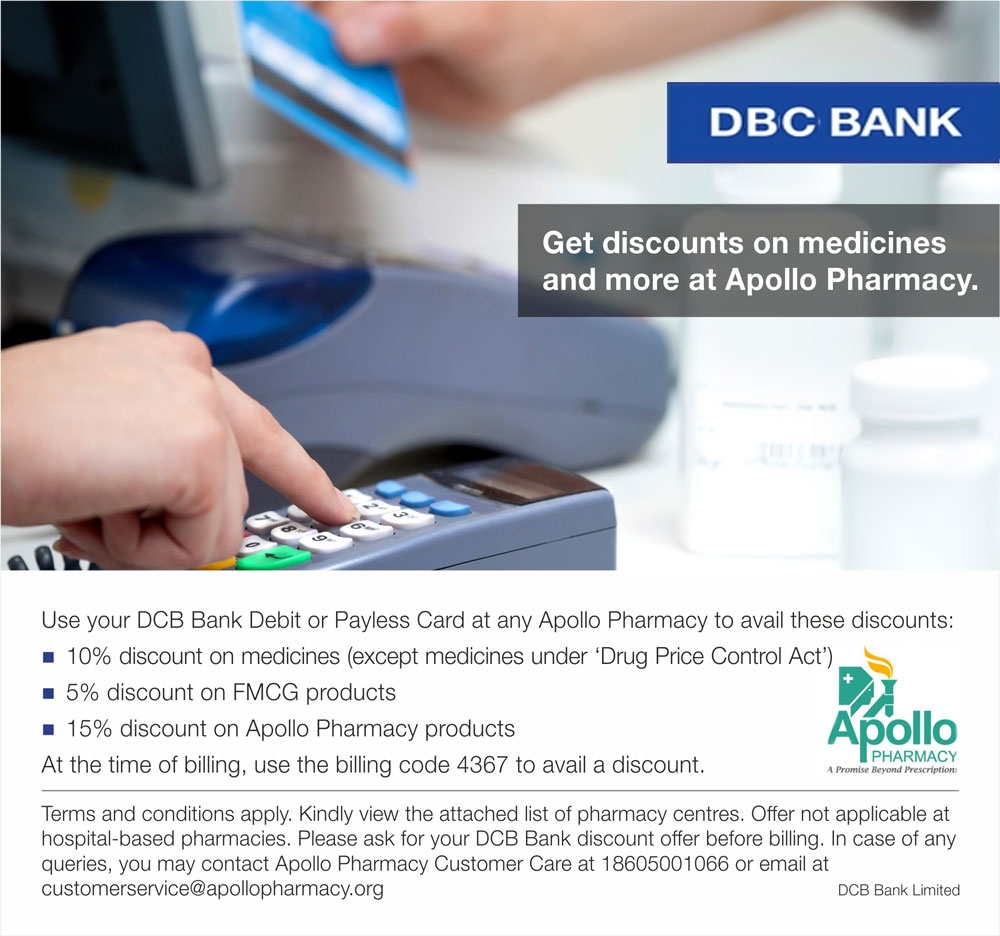 DBC BANK
Get discounts on medicines
and more at Apollo Pharmacy.
Use your DCB Bank Debit or Payless Card at any Apollo Pharmacy to avail these discounts:
10% discount on medicines (except medicines under ‘Drug Price Control Act’)
5% discount on FMCG products
15% discount on Apollo Pharmacy products
At the time of billing, use the billing code 4367 to avail a discount.
Apollo
PHARMACY
A Promise Beyond Prescriptions
Terms and conditions apply. Kindly view the attached list of pharmacy centres. Offer not applicable at
hospital-based pharmacies. Please ask for your DCB Bank discount offer before billing. In case of any
queries, you may contact Apollo Pharmacy Customer Care at 18605001066 or email at
customerservice@apollopharmacy.org
DCB Bank Limited